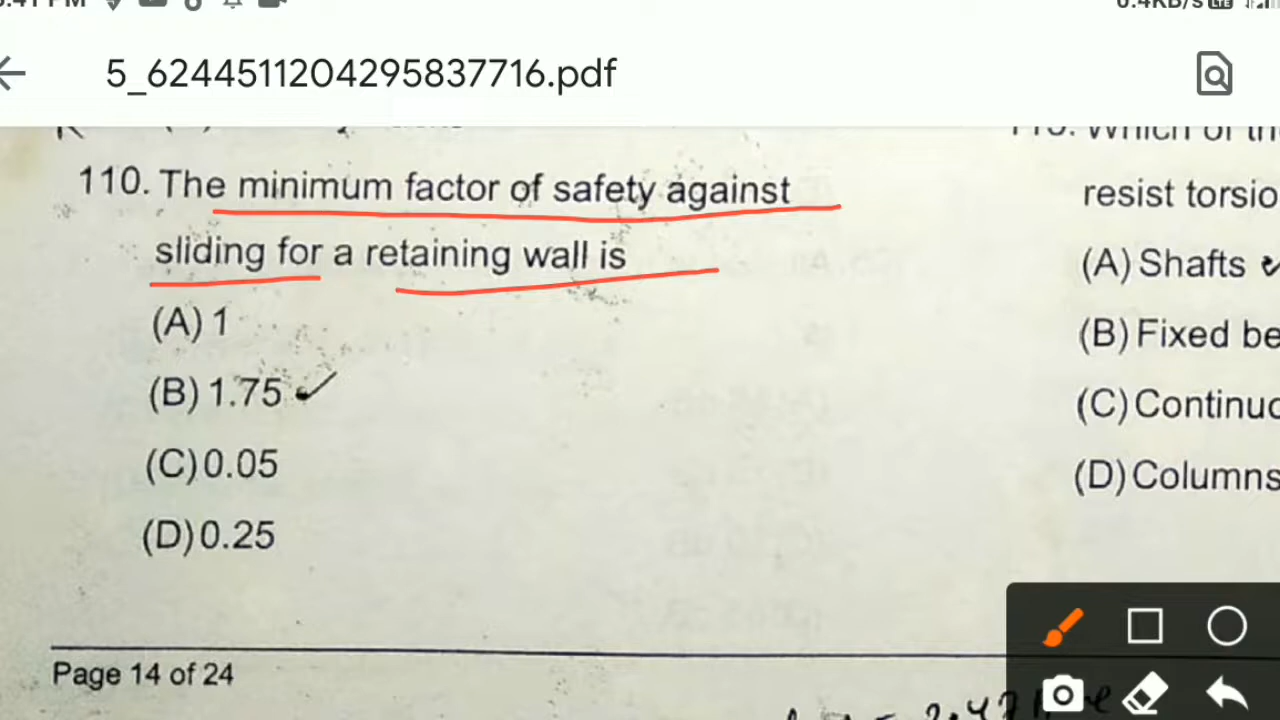 5_6244511204295837716.pdf
110. The minimum factor of safety against
sliding for a retaining wall is
(A) 1
(B) 1.75
(C) 0.05
(D) 0.25
Page 14 of 24
resist torsio
(A) Shafts
(B) Fixed be
(C) Continuo
(D) Columns